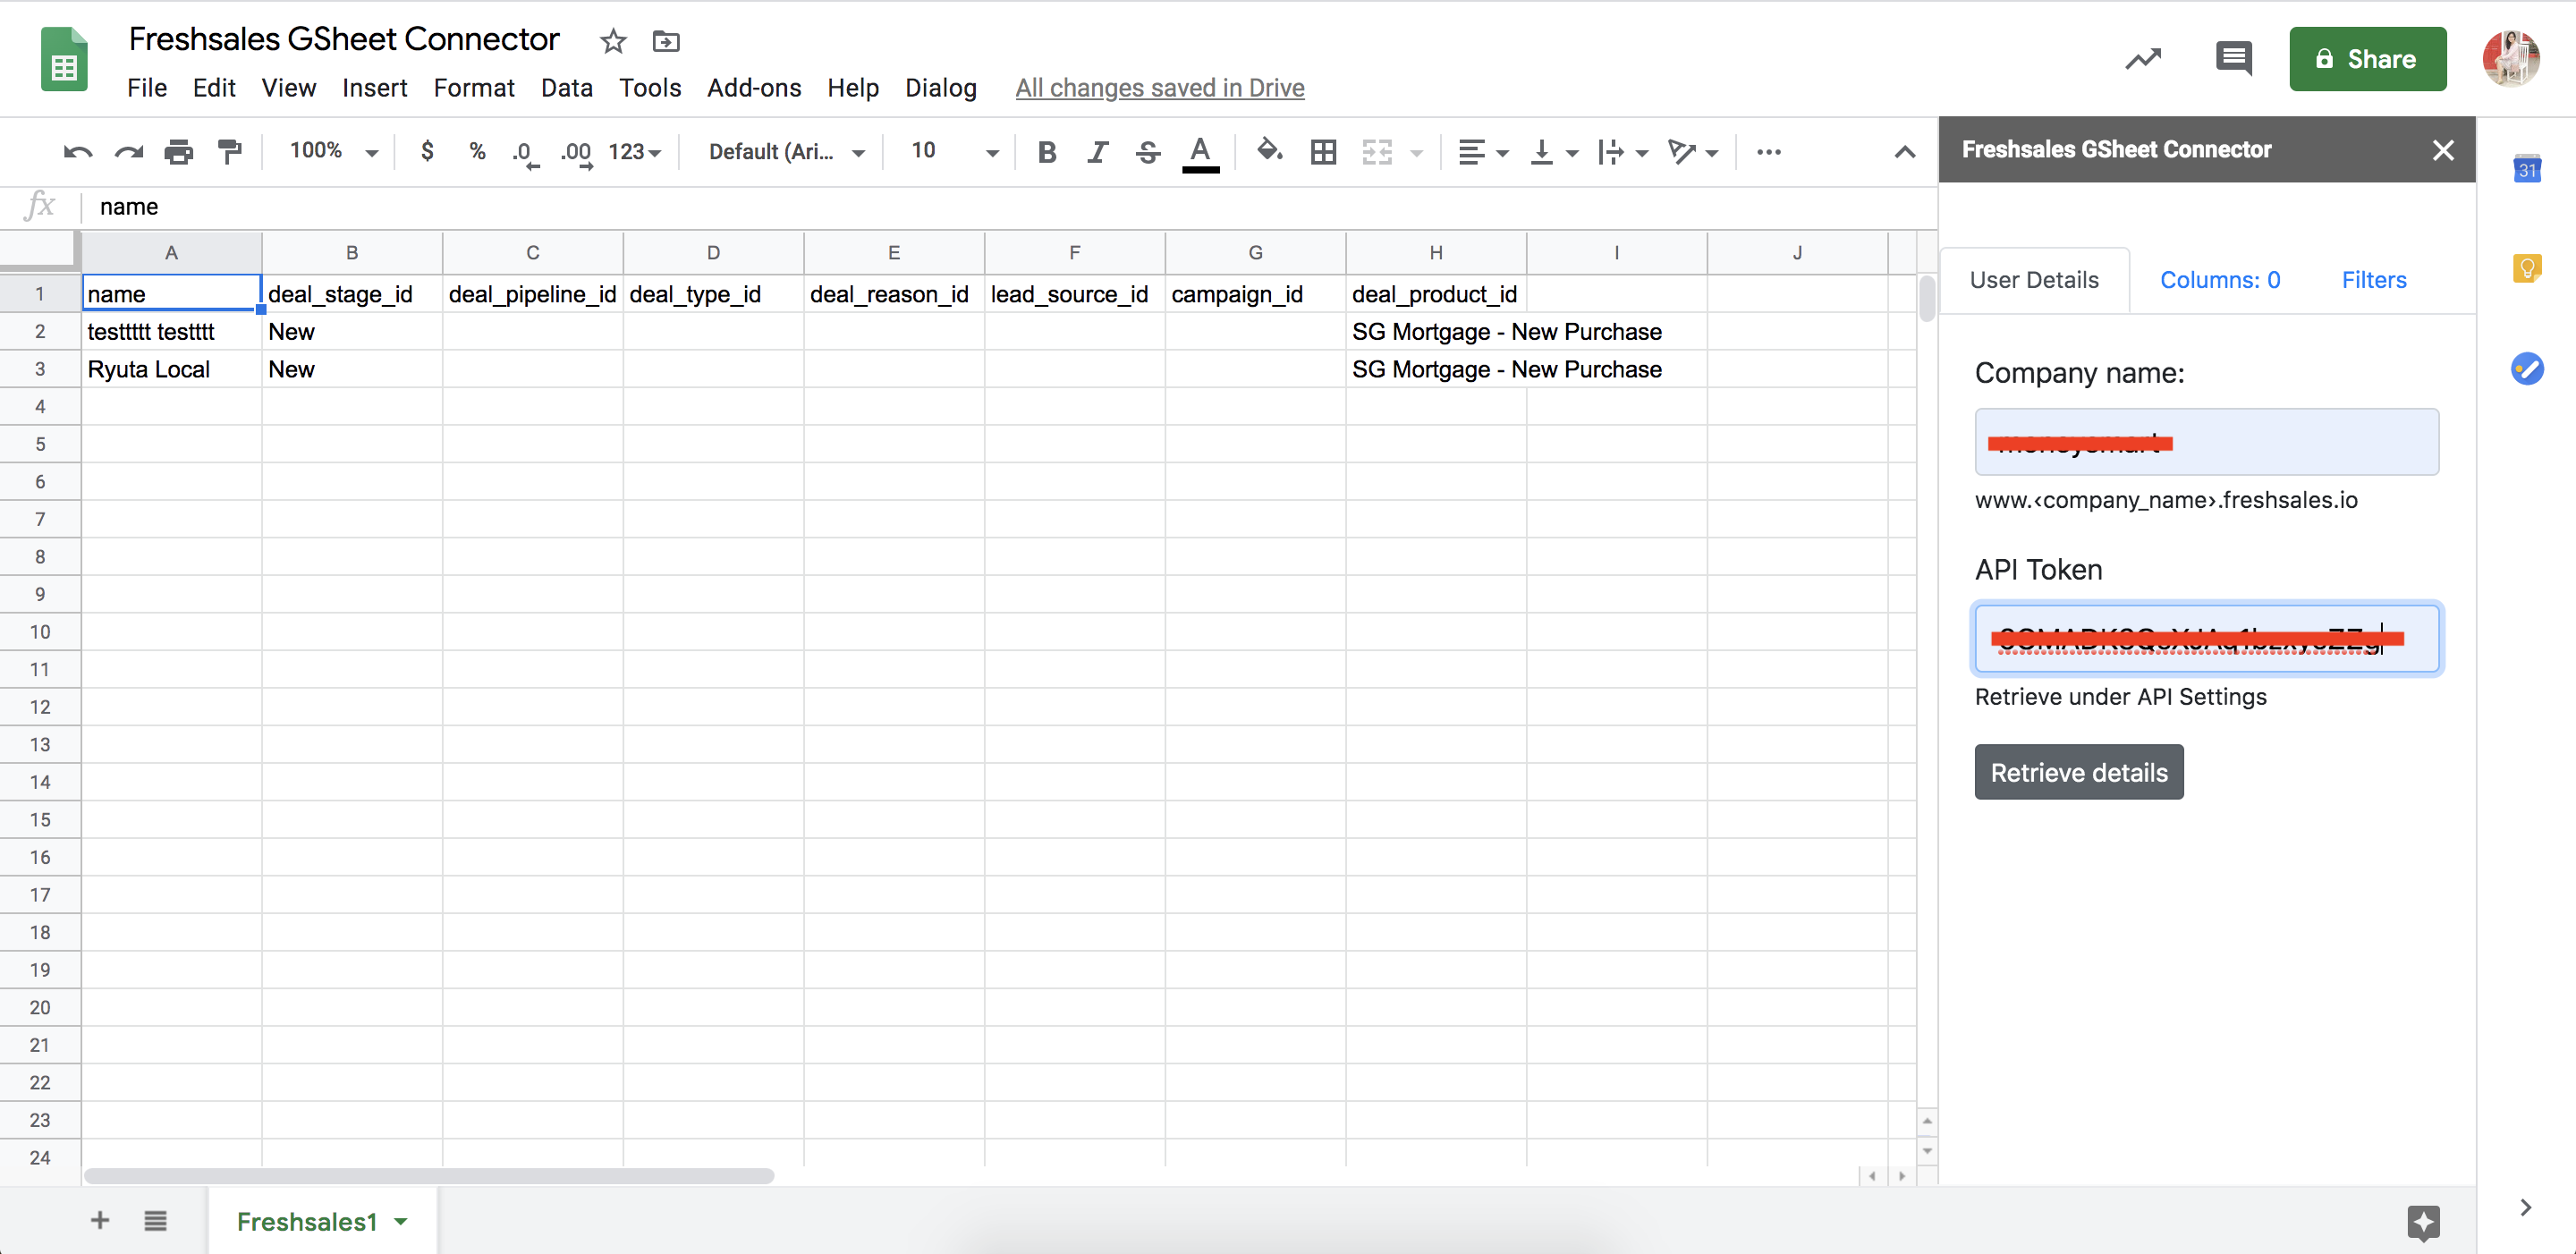 Freshsales GSheet Connector
File Edit View Insert Format Data Tools Add-ons Help Dialog All changes saved in Drive
Share
100% $ % .0 .00 123 Default (Ari... 10 B I S A
fx name
A B C D E F G H I J
1 name deal_stage_id deal_pipeline_id deal_type_id deal_reason_id lead_source_id campaign_id deal_product_id
2 testtttt testttt New SG Mortgage - New Purchase
3 Ryuta Local New SG Mortgage - New Purchase
4
5
6
7
8
9
10
11
12
13
14
15
16
17
18
19
20
21
22
23
24
Freshsales1
Freshsales GSheet Connector
User Details Columns: 0 Filters
Company name:
www.‹company_name›.freshsales.io
API Token
Retrieve under API Settings
Retrieve details
31